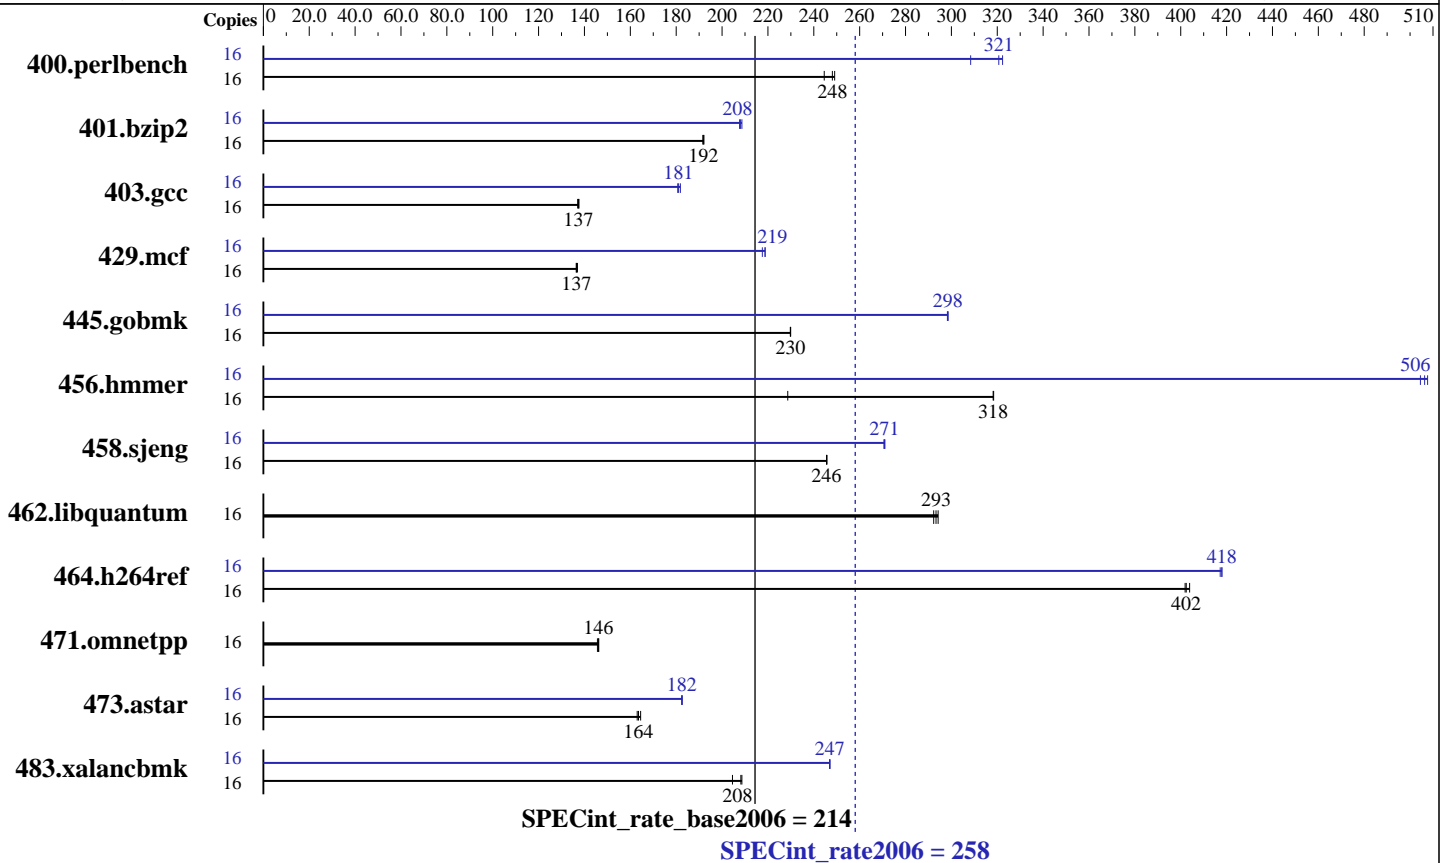 Copies 0 20.0 40.0 60.0 80.0 100 120 140 160 180 200 220 240 260 280 300 320 340 360 380 400 420 440 460 480 510
400.perlbench
16 321
16 248
401.bzip2
16 208
16 192
403.gcc
16 181
16 137
429.mcf
16 219
16 137
445.gobmk
16 298
16 230
456.hmmer
16 506
16 318
458.sjeng
16 271
16 246
462.libquantum
16 293
464.h264ref
16 418
16 402
471.omnetpp
16 146
473.astar
16 182
16 164
483.xalancbmk
16 247
16 208
SPECint_rate_base2006 = 214
SPECint_rate2006 = 258